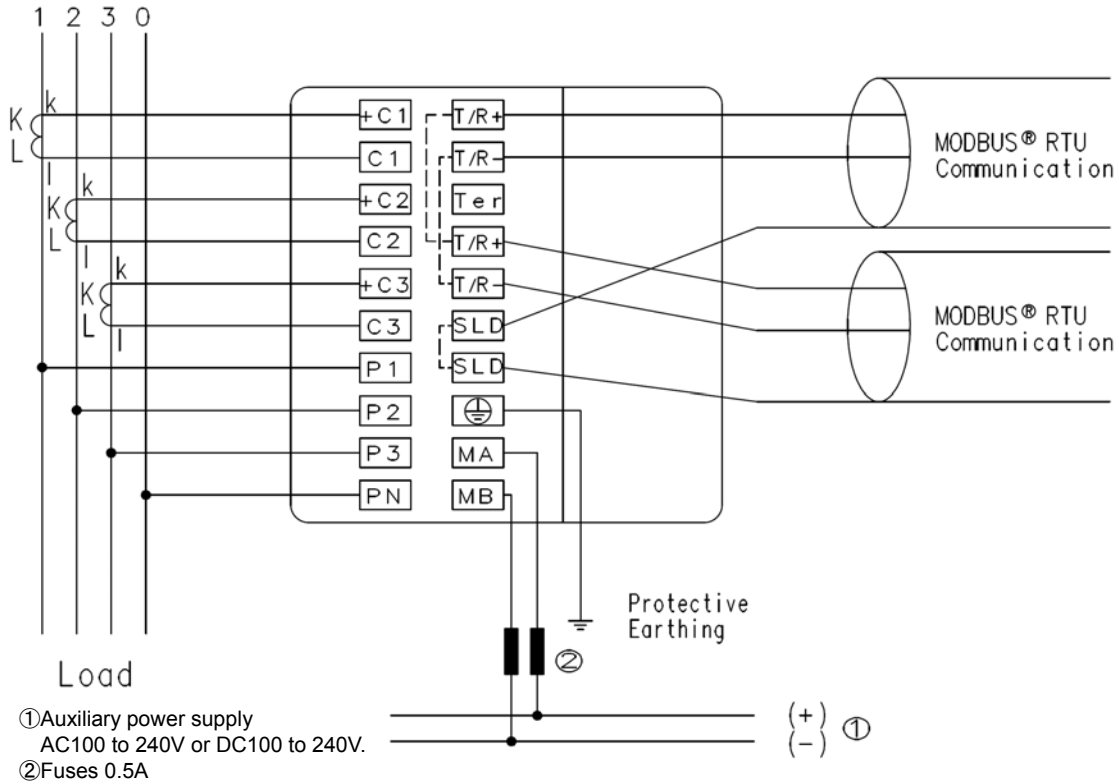 1 2 3 0
K k
L l
K k
L l
K k
L l
+C1 T/R+
C1 T/R-
+C2 Ter
C2 T/R+
+C3 T/R-
C3 SLD
P1 SLD
P2
P3 MA
PN MB
MODBUS® RTU
Communication
MODBUS® RTU
Communication
Protective
Earthing
②
Load
(+)
(-)
①
①Auxiliary power supply
AC100 to 240V or DC100 to 240V.
②Fuses 0.5A